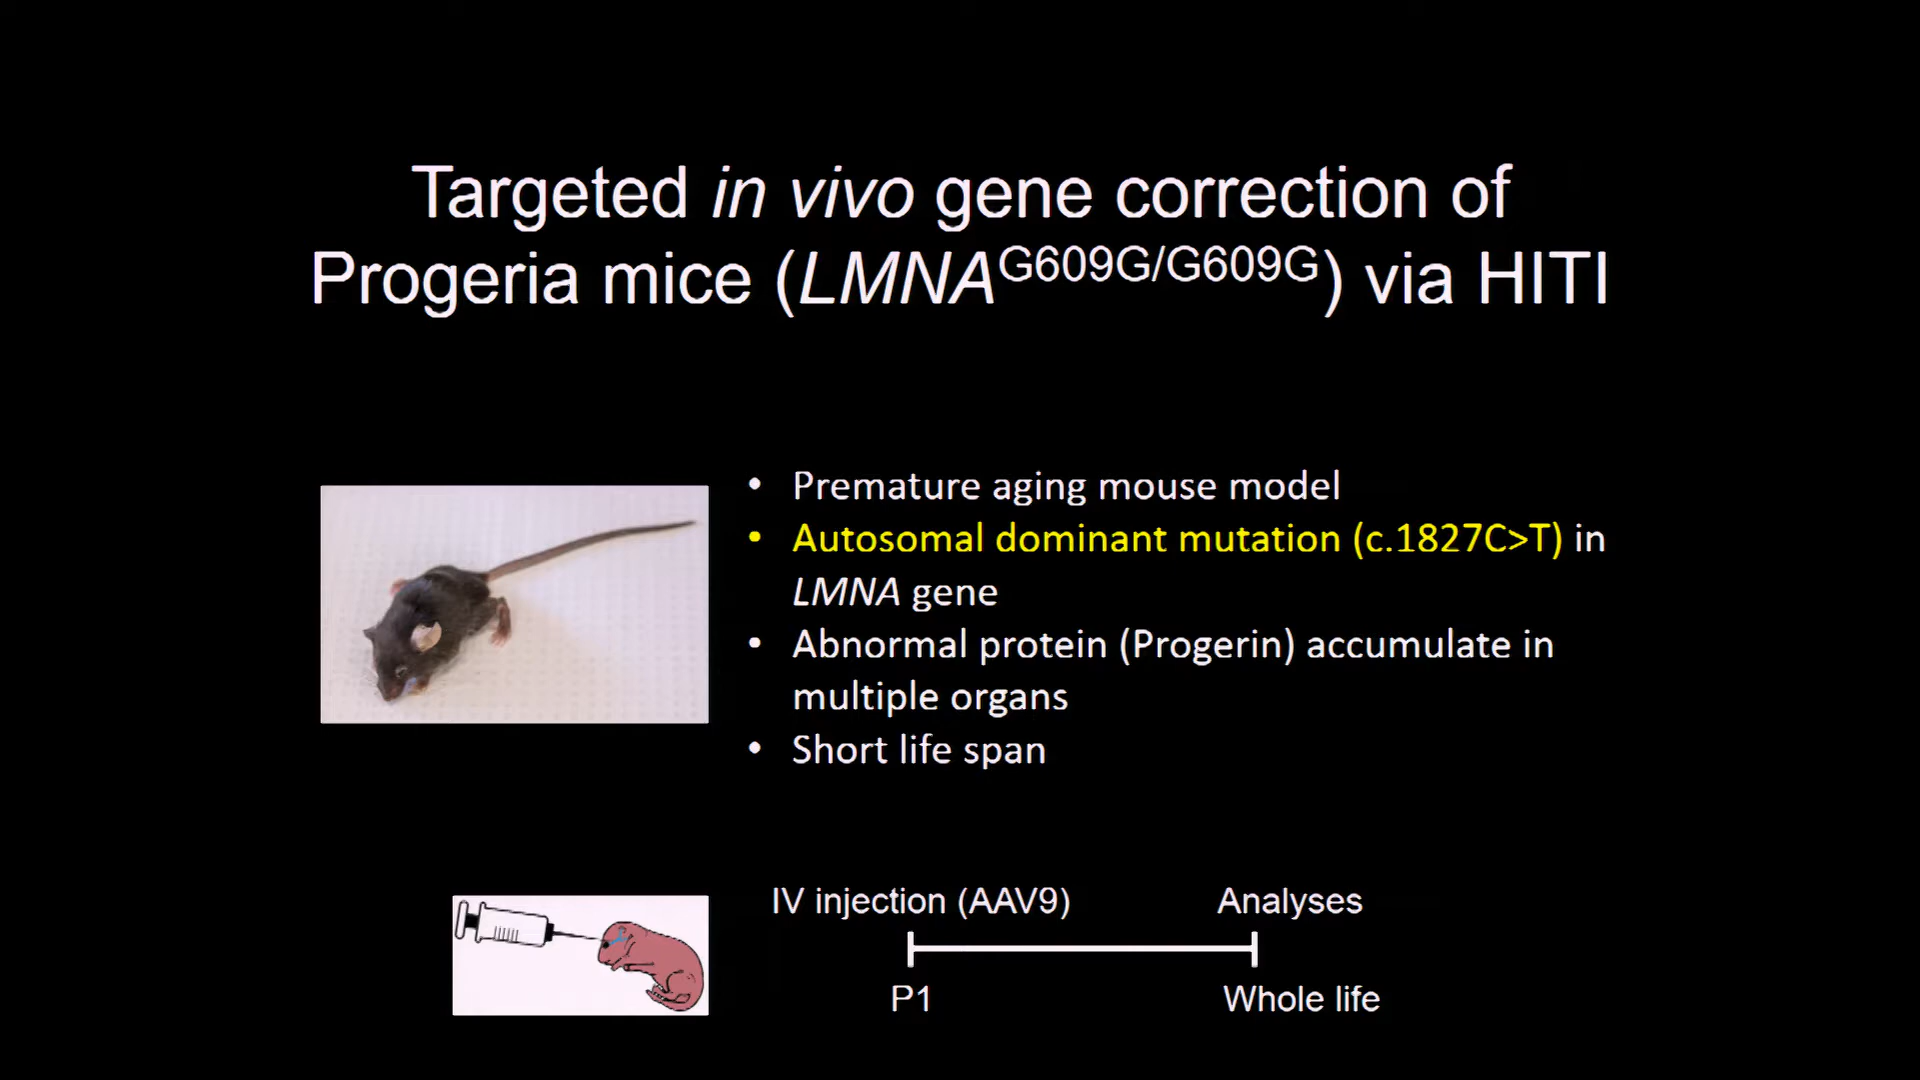 Targeted in vivo gene correction of
Progeria mice (LMNAG609G/G609G) via HITI
• Premature aging mouse model
• Autosomal dominant mutation (c.1827C>T) in
LMNA gene
• Abnormal protein (Progerin) accumulate in
multiple organs
• Short life span
IV injection (AAV9)
Analyses
P1
Whole life